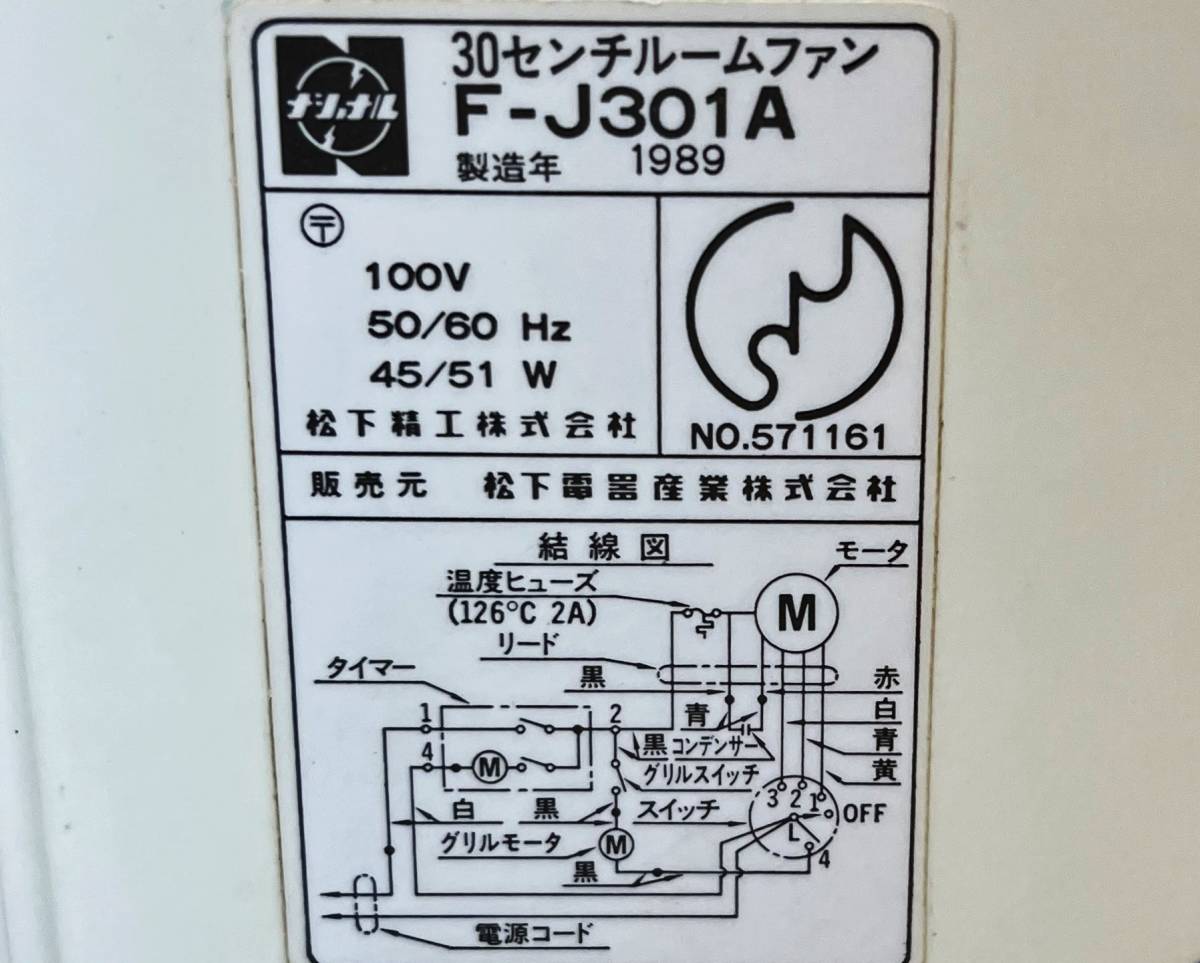 ナショナル
30センチルームファン
F-J301A
製造年 1989
〒
100V
50/60 Hz
45/51 W
松下精工株式会社
NO.571161
販売元 松下電器産業株式会社
結線図
モータ
温度ヒューズ
(126°C 2A)
M
リード
タイマー
黒
赤
1
2
青
白
4
M
黒
コンデンサー
青
グリルスイッチ
黄
白
黒
スイッチ
3
2
1
OFF
L
グリルモータ
M
4
黒
電源コード